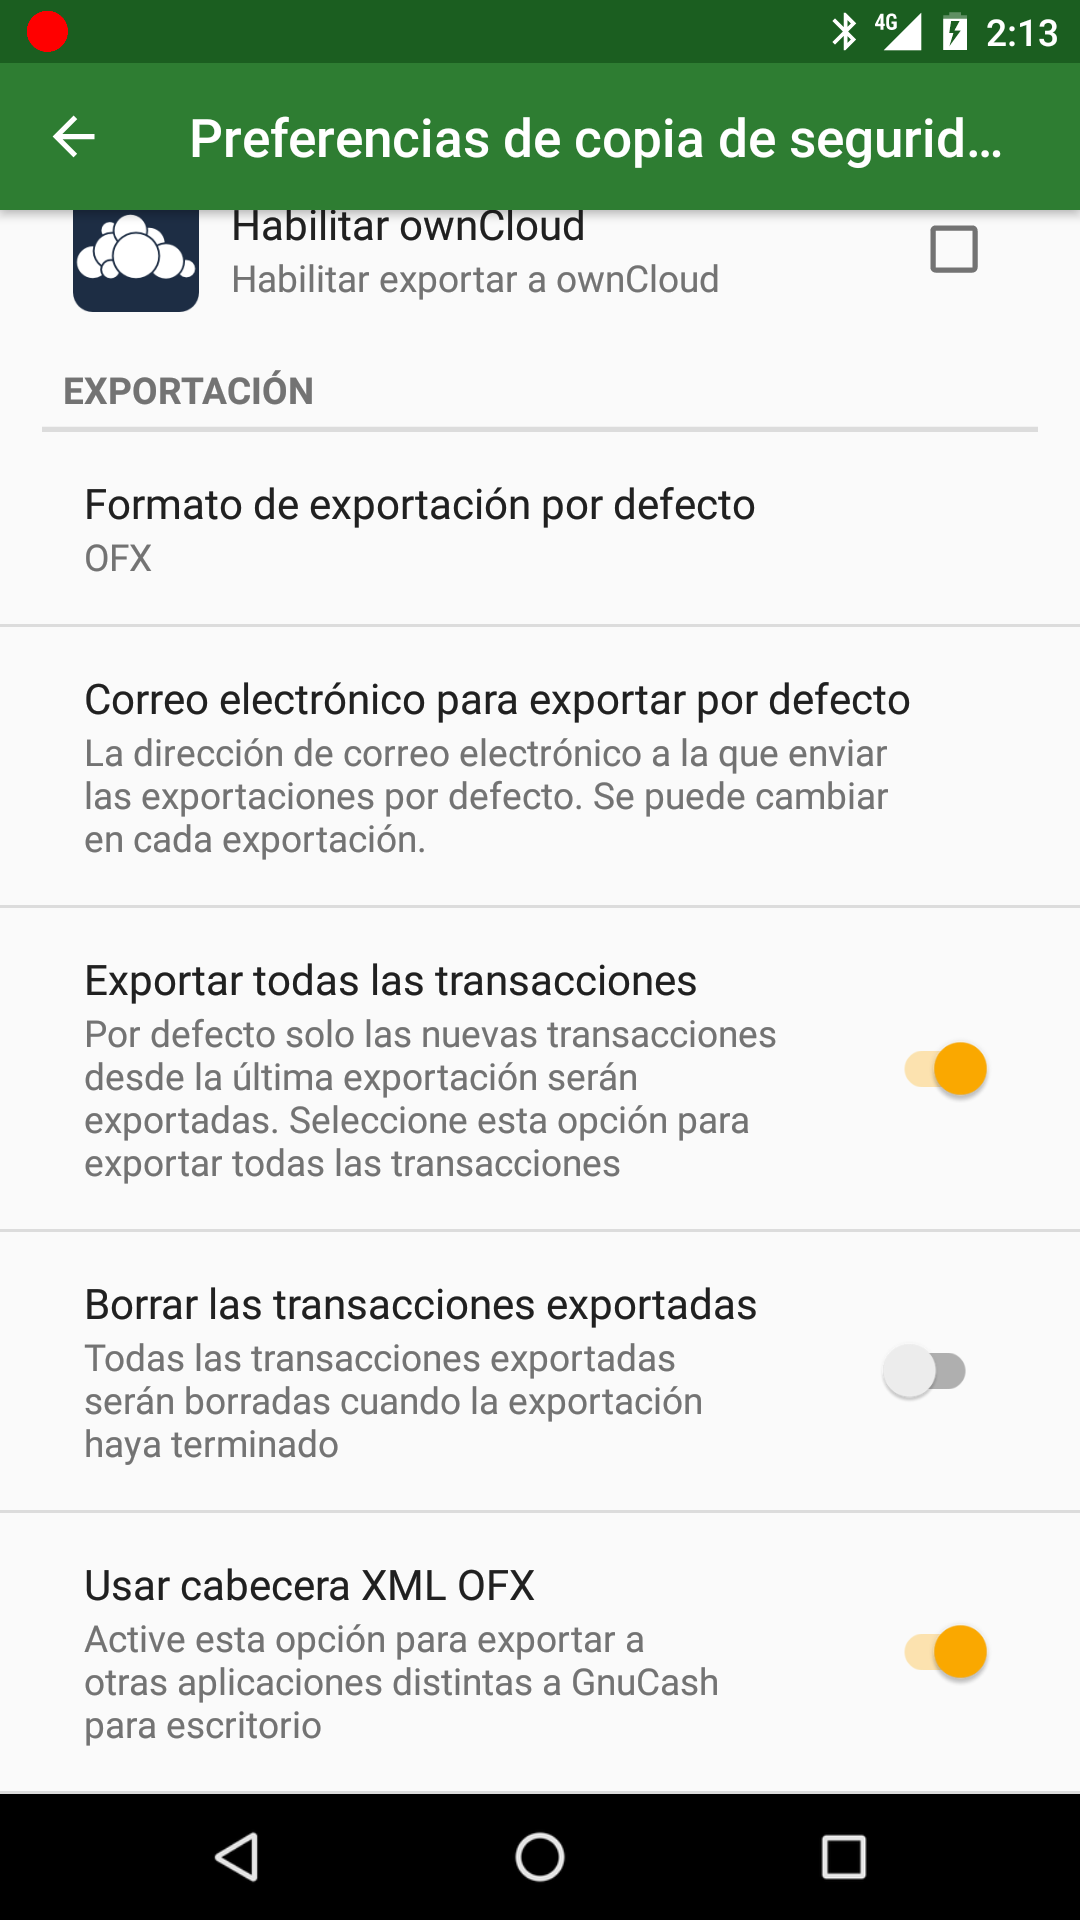 4G 2:13
Preferencias de copia de segurid...
Habilitar ownCloud
Habilitar exportar a ownCloud
EXPORTACIÓN
Formato de exportación por defecto
OFX
Correo electrónico para exportar por defecto
La dirección de correo electrónico a la que enviar
las exportaciones por defecto. Se puede cambiar
en cada exportación.
Exportar todas las transacciones
Por defecto solo las nuevas transacciones
desde la última exportación serán
exportadas. Seleccione esta opción para
exportar todas las transacciones
Borrar las transacciones exportadas
Todas las transacciones exportadas
serán borradas cuando la exportación
haya terminado
Usar cabecera XML OFX
Active esta opción para exportar a
otras aplicaciones distintas a GnuCash
para escritorio